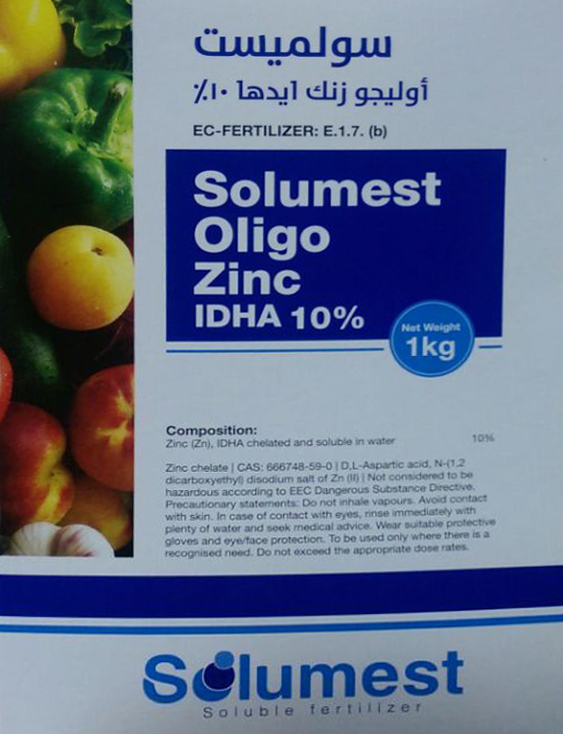 سولميست
أوليجو زنك ايدها ١٠٪
EC-FERTILIZER: E.1.7. (b)
Solumest
Oligo
Zinc
IDHA 10%
Net Weight
1kg
Composition:
Zinc (Zn), IDHA chelated and soluble in water 10%
Zinc chelate | CAS: 666748-59-0 | D,L-Aspartic acid, N-(1,2
dicarboxyethyl) disodium salt of Zn (II) | Not considered to be
hazardous according to EEC Dangerous Substance Directive.
Precautionary statements: Do not inhale vapours. Avoid contact
with skin. In case of contact with eyes, rinse immediately with
plenty of water and seek medical advice. Wear suitable protective
gloves and eye/face protection. To be used only where there is a
recognised need. Do not exceed the appropriate dose rates.
Solumest
Soluble fertilizer